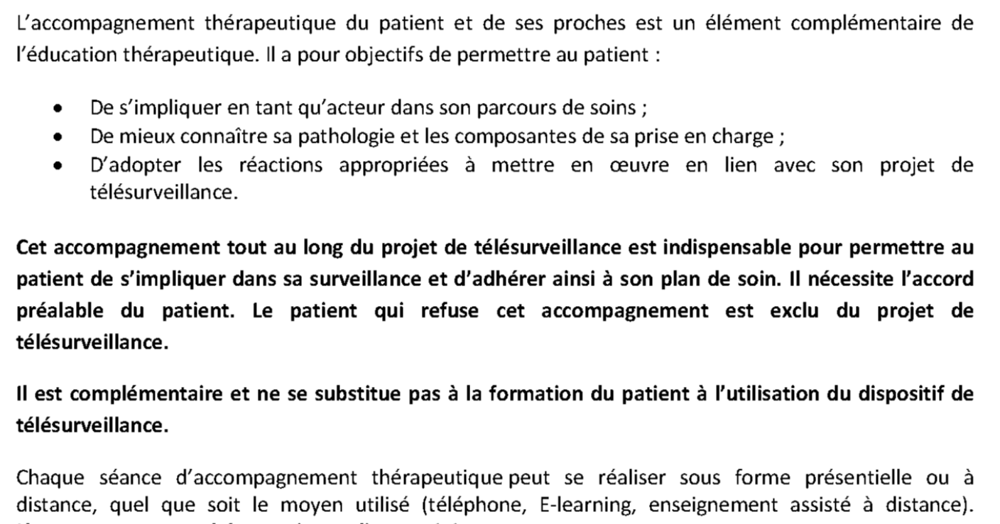 L’accompagnement thérapeutique du patient et de ses proches est un élément complémentaire de
l’éducation thérapeutique. Il a pour objectifs de permettre au patient :
• De s’impliquer en tant qu’acteur dans son parcours de soins ;
• De mieux connaître sa pathologie et les composantes de sa prise en charge ;
• D’adopter les réactions appropriées à mettre en œuvre en lien avec son projet de
télésurveillance.
Cet accompagnement tout au long du projet de télésurveillance est indispensable pour permettre au
patient de s’impliquer dans sa surveillance et d’adhérer ainsi à son plan de soin. Il nécessite l’accord
préalable du patient. Le patient qui refuse cet accompagnement est exclu du projet de
télésurveillance.
Il est complémentaire et ne se substitue pas à la formation du patient à l’utilisation du dispositif de
télésurveillance.
Chaque séance d’accompagnement thérapeutique peut se réaliser sous forme présentielle ou à
distance, quel que soit le moyen utilisé (téléphone, E-learning, enseignement assisté à distance).